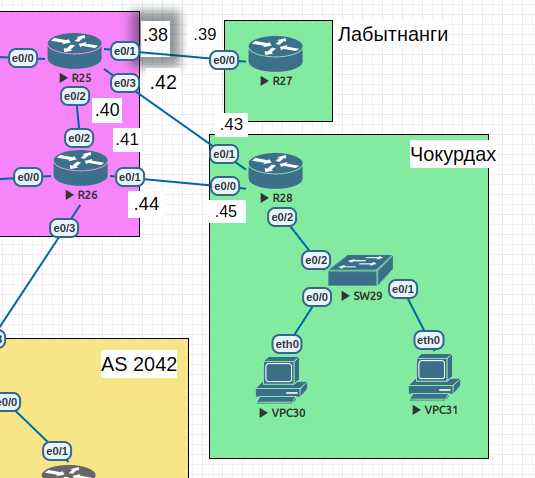 .38
.39
Лабытнанги
e0/0
R25
e0/1
e0/0
R27
e0/3
.42
e0/2
.40
.43
e0/2
.41
e0/1
Чокурдах
e0/0
R26
e0/1
e0/0
R28
.44
.45
e0/2
e0/3
e0/2
SW29
e0/0
e0/1
eth0
eth0
AS 2042
VPC30
VPC31
e0/0
e0/1